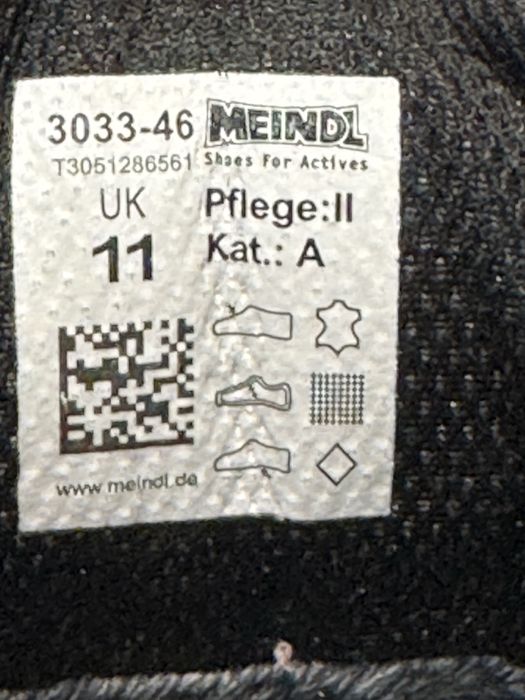 3033-46 MEINDL
T3051286561 Shoes For Actives
UK Pflege:II
11 Kat.: A
www.meindl.de